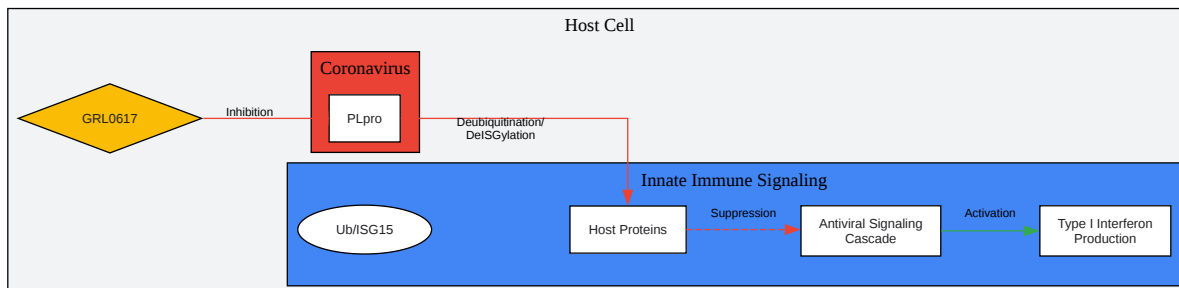 Host Cell
Coronavirus
GRL0617
Inhibition
PLpro
Deubiquitination/
DeISGylation
Innate Immune Signaling
Ub/ISG15
Host Proteins
Suppression
Antiviral Signaling
Cascade
Activation
Type I Interferon
Production